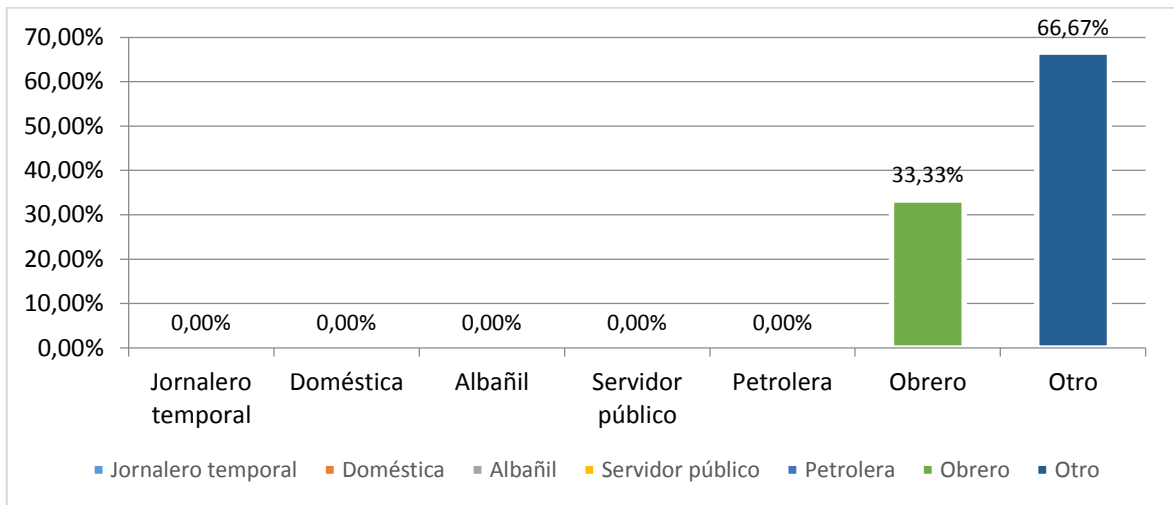 70,00%
60,00%
50,00%
40,00%
30,00%
20,00%
10,00%
0,00%
0,00% 0,00% 0,00% 0,00% 0,00% 33,33% 66,67%
Jornalero temporal Doméstica Albañil Servidor público Petrolera Obrero Otro
Jornalero temporal Doméstica Albañil Servidor público Petrolera Obrero Otro